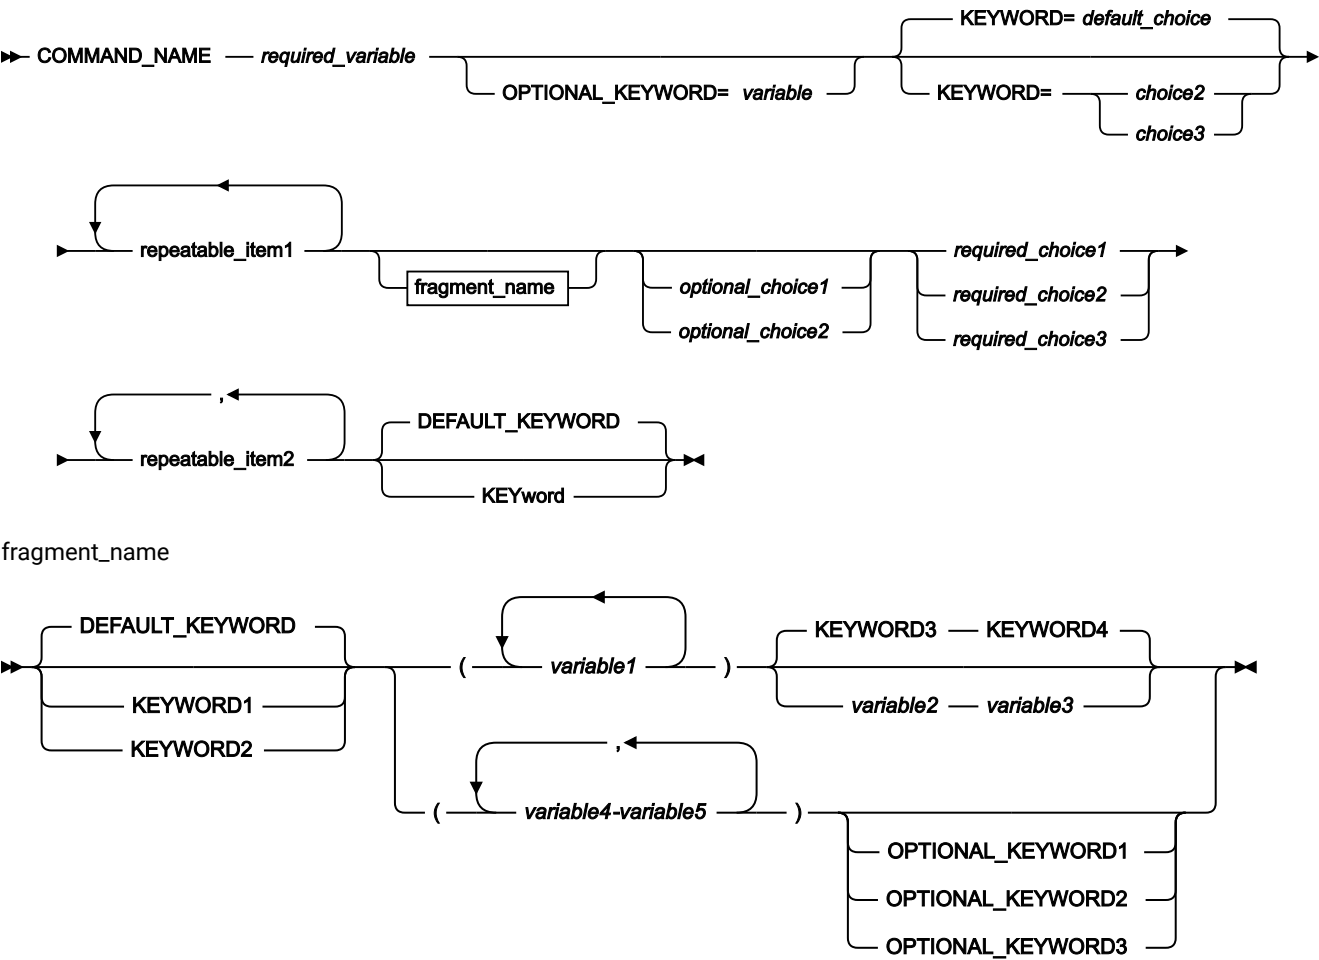 KEYWORD= default_choice
COMMAND_NAME required_variable
OPTIONAL_KEYWORD= variable KEYWORD= choice2
choice3
repeatable_item1 required_choice1
fragment_name optional_choice1 required_choice2
optional_choice2 required_choice3
,
DEFAULT_KEYWORD
repeatable_item2
KEYword
fragment_name
DEFAULT_KEYWORD KEYWORD3 KEYWORD4
( variable1 )
KEYWORD1 variable2 variable3
KEYWORD2
,
( variable4-variable5 )
OPTIONAL_KEYWORD1
OPTIONAL_KEYWORD2
OPTIONAL_KEYWORD3